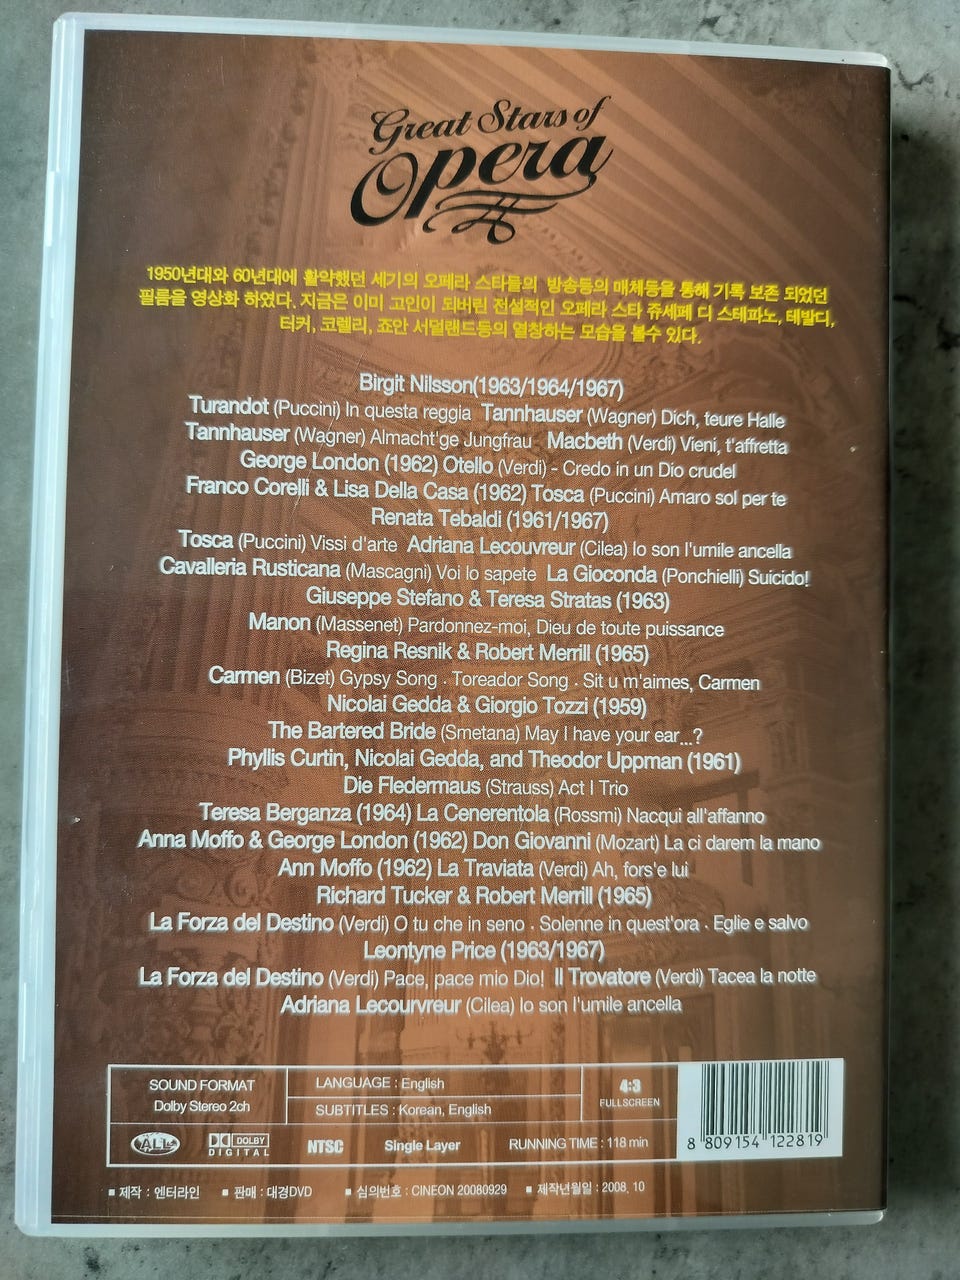 Great Stars of
Opera
1950년대와 60년대에 활약했던 세기의 오페라 스타들의 방송등의 매체등을 통해 기록 보존 되었던
필름을 영상화 하였다. 지금은 이미 고인이 되버린 전설적인 오페라 스타 쥬세페 디 스테파노, 테발디,
터커, 코렐리, 죠안 서덜랜드등의 열창하는 모습을 볼수 있다.
Birgit Nilsson(1963/1964/1967)
Turandot (Puccini) In questa reggia Tannhauser (Wagner) Dich, teure Halle
Tannhauser (Wagner) Almacht'ge Jungfrau Macbeth (Verdi) Vieni, t'affretta
George London (1962) Otello (Verdi) - Credo in un Dio crudel
Franco Corelli & Lisa Della Casa (1962) Tosca (Puccini) Amaro sol per te
Renata Tebaldi (1961/1967)
Tosca (Puccini) Vissi d'arte Adriana Lecouvreur (Cilea) Io son l'umile ancella
Cavalleria Rusticana (Mascagni) Voi lo sapete La Gioconda (Ponchielli) Suicido!
Giuseppe Stefano & Teresa Stratas (1963)
Manon (Massenet) Pardonnez-moi, Dieu de toute puissance
Regina Resnik & Robert Merrill (1965)
Carmen (Bizet) Gypsy Song · Toreador Song · Sit u m'aimes, Carmen
Nicolai Gedda & Giorgio Tozzi (1959)
The Bartered Bride (Smetana) May I have your ear...?
Phyllis Curtin, Nicolai Gedda, and Theodor Uppman (1961)
Die Fledermaus (Strauss) Act I Trio
Teresa Berganza (1964) La Cenerentola (Rossmi) Nacqui all'affanno
Anna Moffo & George London (1962) Don Giovanni (Mozart) La ci darem la mano
Ann Moffo (1962) La Traviata (Verdi) Ah, fors'e lui
Richard Tucker & Robert Merrill (1965)
La Forza del Destino (Verdi) O tu che in seno · Solenne in quest'ora · Eglie e salvo
Leontyne Price (1963/1967)
La Forza del Destino (Verdi) Pace, pace mio Dio! Il Trovatore (Verdi) Tacea la notte
Adriana Lecourvreur (Cilea) Io son l'umile ancella
SOUND FORMAT
Dolby Stereo 2ch
LANGUAGE : English
SUBTITLES : Korean, English
4:3
FULLSCREEN
ALL
DOLBY
DIGITAL
NTSC
Single Layer
RUNNING TIME : 118 min
8 809154 122819
■ 제작 : 엔터라인 ■ 판매 : 대경DVD ■ 심의번호 : CINEON 20080929 ■ 제작년월일 : 2008. 10